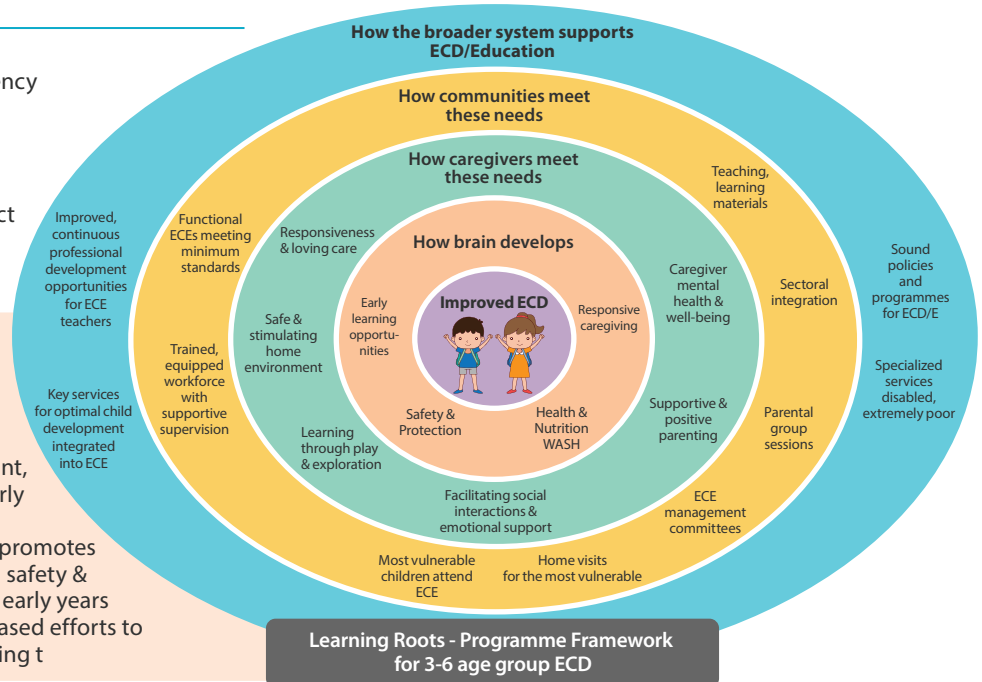 ency
ct
nt,
rly
promotes
safety &
early years
ased efforts to
ing t
How the broader system supports
ECD/Education
How communities meet
these needs
How caregivers meet
these needs
How brain develops
Improved ECD
Early
learning
opportu-
nities
Responsive
caregiving
Safety &
Protection
Health &
Nutrition
WASH
Responsiveness
& loving care
Safe &
stimulating
home
environment
Learning
through play
& exploration
Facilitating social
interactions &
emotional support
Supportive &
positive
parenting
Caregiver
mental
health &
well-being
Functional
ECEs meeting
minimum
standards
Trained,
equipped
workforce
with
supportive
supervision
Most vulnerable
children attend
ECE
Home visits
for the most vulnerable
ECE
management
committees
Parental
group
sessions
Sectoral
integration
Teaching,
learning
materials
Improved,
continuous
professional
development
opportunities
for ECE
teachers
Key services
for optimal child
development
integrated
into ECE
Sound
policies
and
programmes
for ECD/E
Specialized
services
disabled,
extremely poor
Learning Roots - Programme Framework
for 3-6 age group ECD